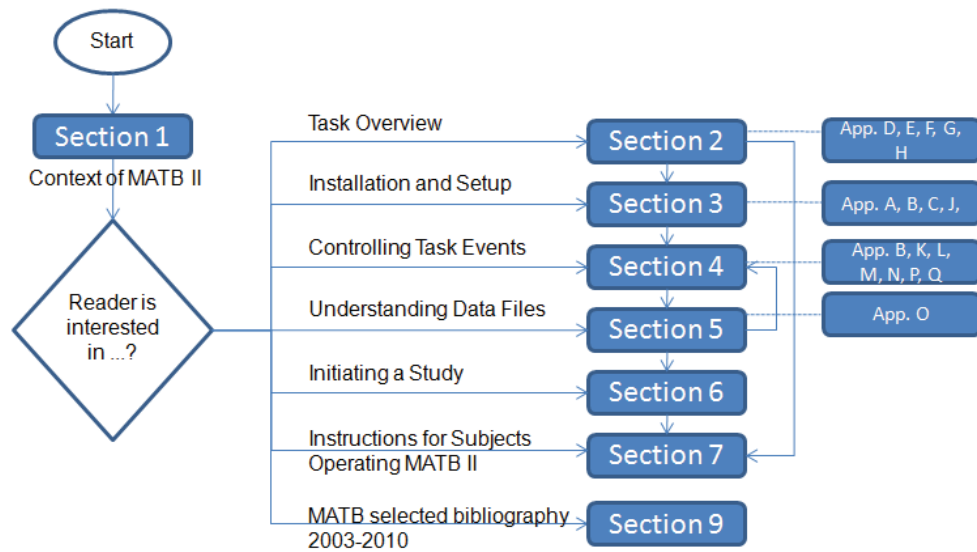 Start
Section 1
Context of MATB II
Reader is
interested
in ...?
Task Overview
Section 2
App. D, E, F, G,
H
Installation and Setup
Section 3
App. A, B, C, J,
Controlling Task Events
Section 4
App. B, K, L,
M, N, P, Q
Understanding Data Files
Section 5
App. O
Initiating a Study
Section 6
Instructions for Subjects
Operating MATB II
Section 7
MATB selected bibliography
2003-2010
Section 9